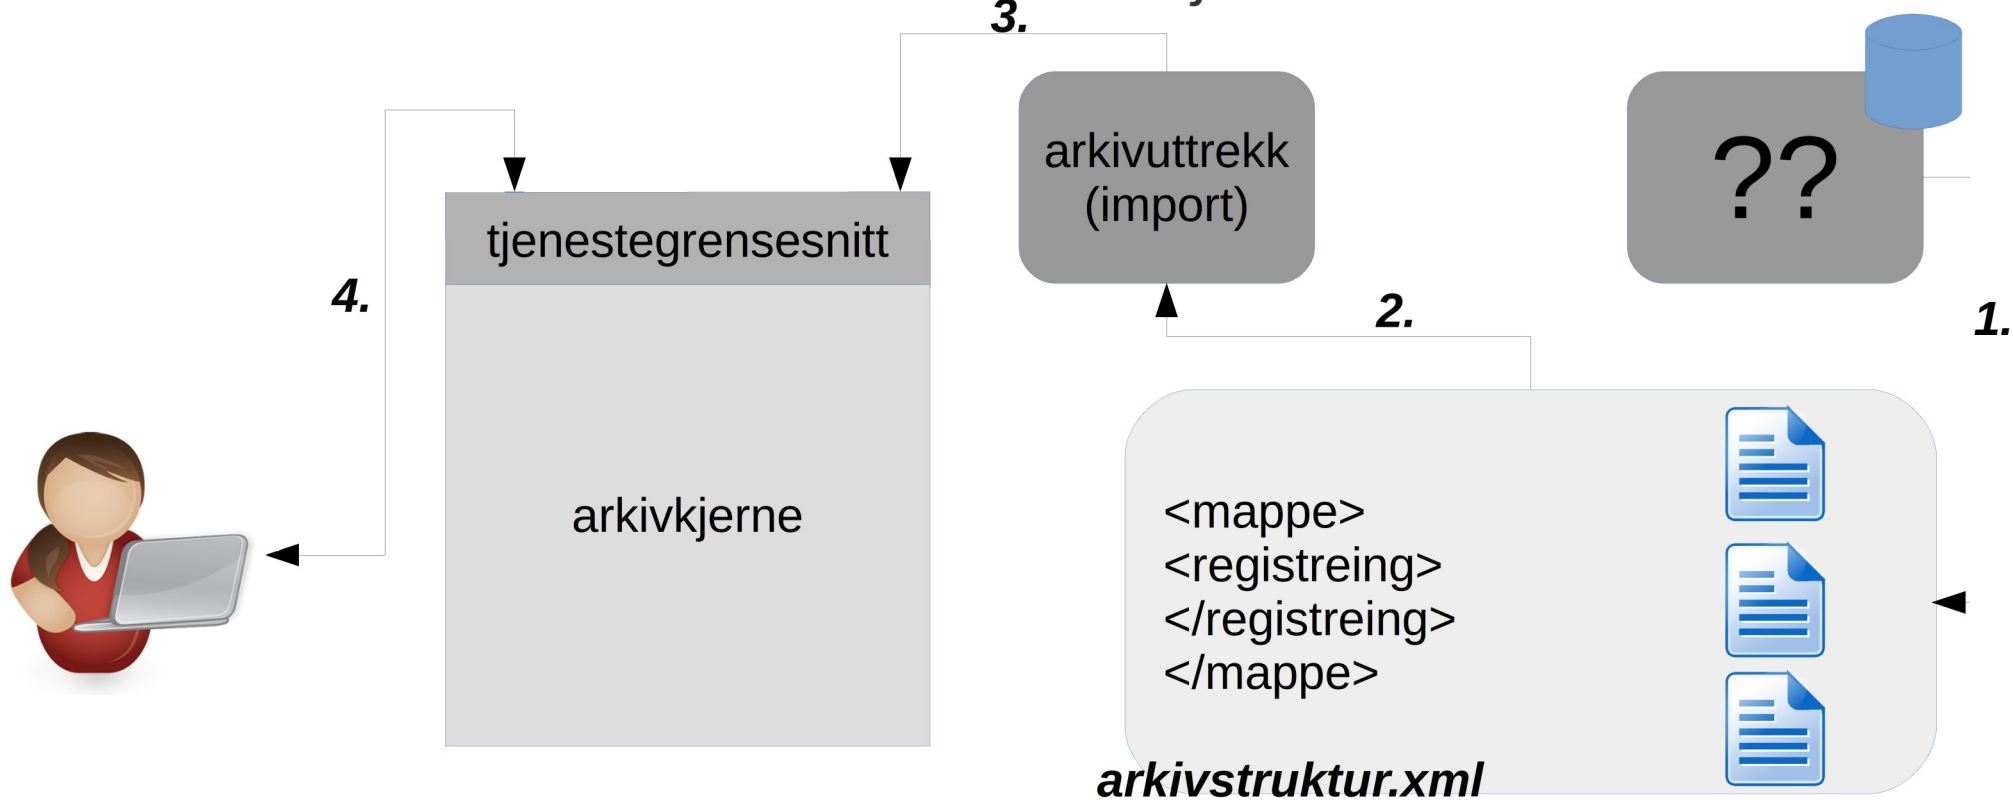 3.
arkivuttrekk
(import)
??
tjenestegrensesnitt
4.
2.
1.
arkivkjerne
<mappe>
<registreing>
</registreing>
</mappe>
arkivstruktur.xml